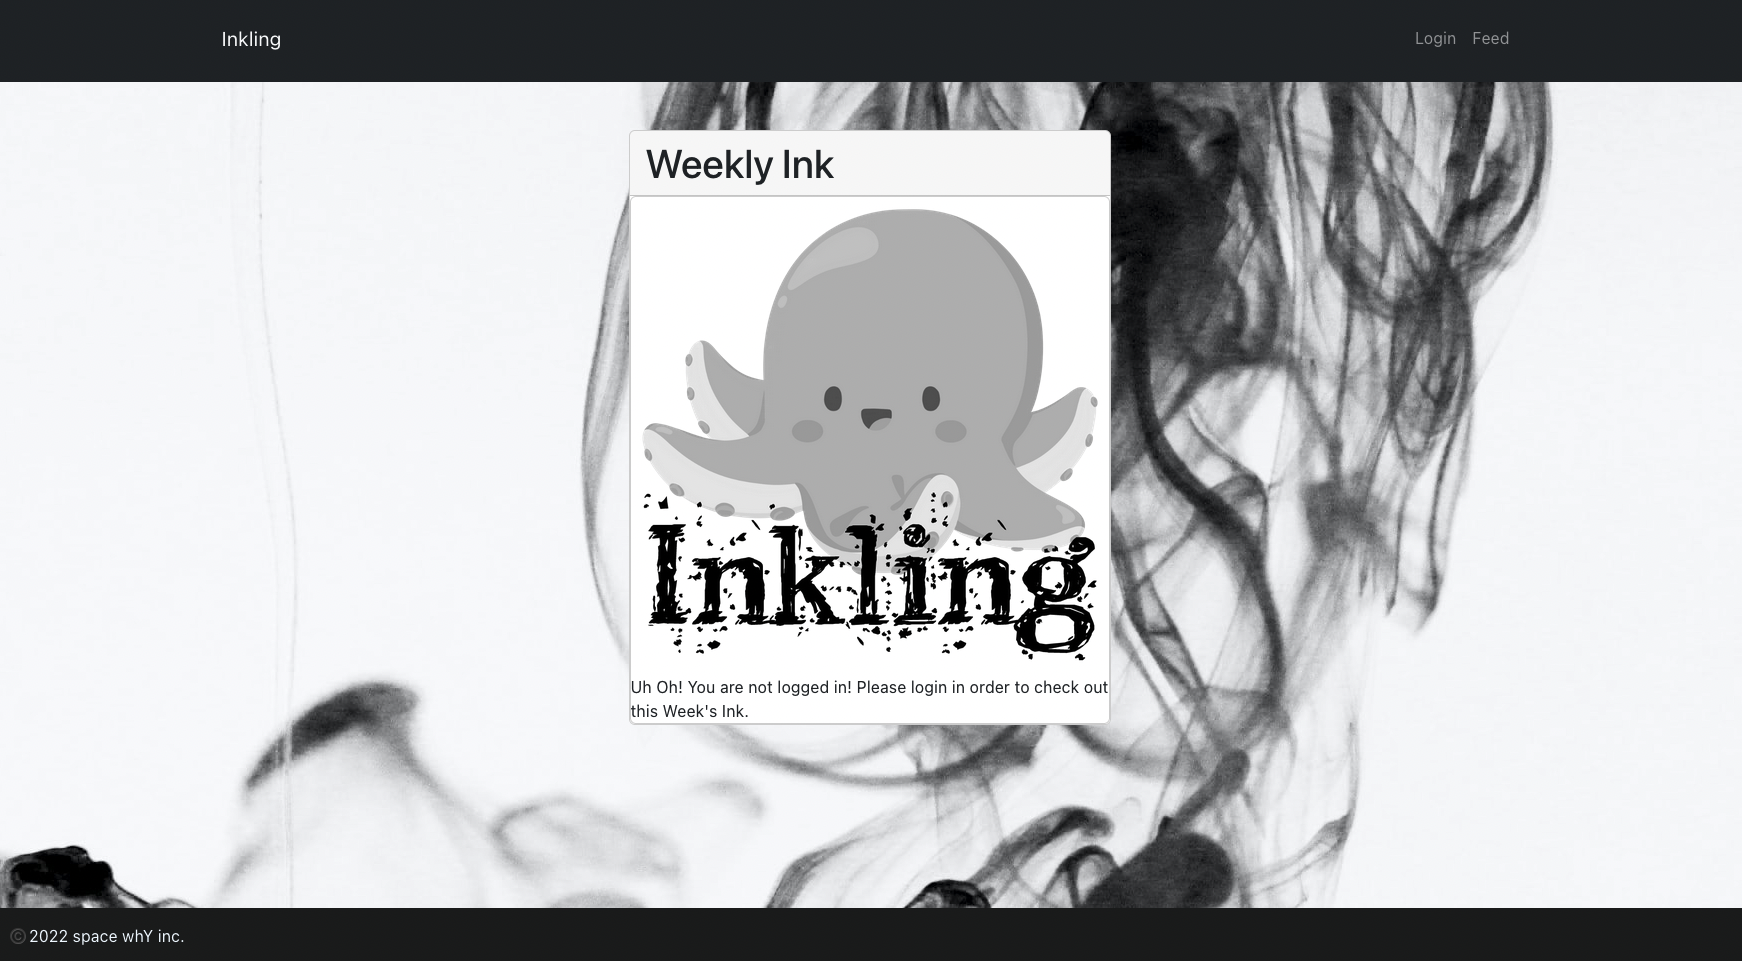 Inkling
Login Feed
Weekly Ink
Inkling
Uh Oh! You are not logged in! Please login in order to check out
this Week's Ink.
© 2022 space whY inc.